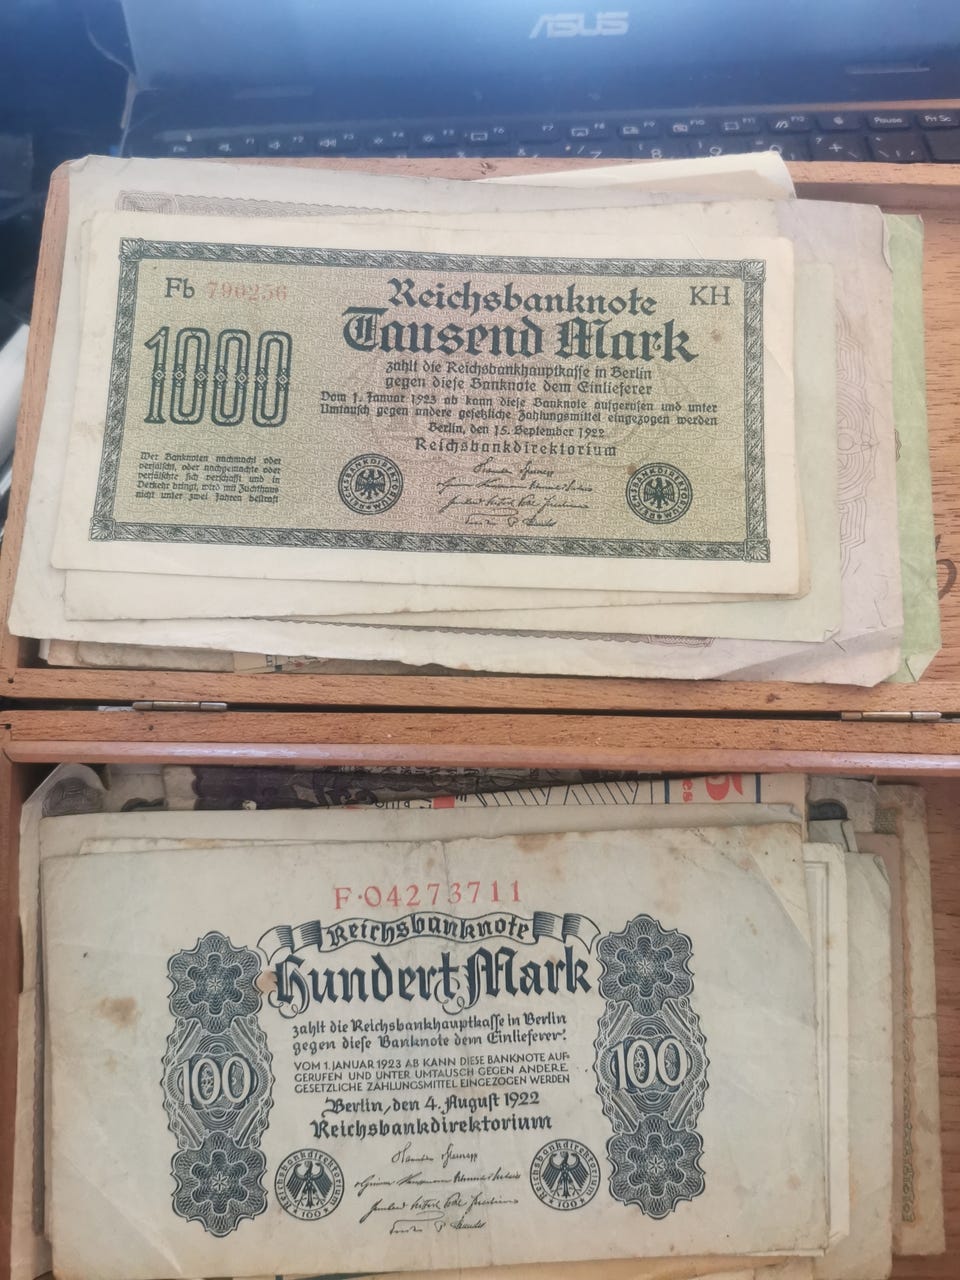 ASUS
Pause
Prt Sc
Fb 790256
Reichsbanknote
KH
1000
Tausend Mark
zahlt die Reichsbankhauptkasse in Berlin
gegen diese Banknote dem Einlieferer
Vom 1. Januar 1923 ab kann diese Banknote aufgerufen und unter
Umtausch gegen andere gesetzliche Zahlungsmittel eingezogen werden
Berlin, den 15. September 1922
Reichsbankdirektorium
Wer Banknoten nachmacht oder
verfälscht, oder nachgemachte oder
verfälschte sich verschafft und in
Verkehr bringt, wird mit Zuchthaus
nicht unter zwei Jahren bestraft
F·04273711
Reichsbanknote
Hundert Mark
zahlt die Reichsbankhauptkasse in Berlin
gegen diese Banknote dem Einlieferer.
VOM 1. JANUAR 1923 AB KANN DIESE BANKNOTE AUF-
GERUFEN UND UNTER UMTAUSCH GEGEN ANDERE
GESETZLICHE ZAHLUNGSMITTEL EINGEZOGEN WERDEN
100
100
Berlin, den 4. August 1922
Reichsbankdirektorium